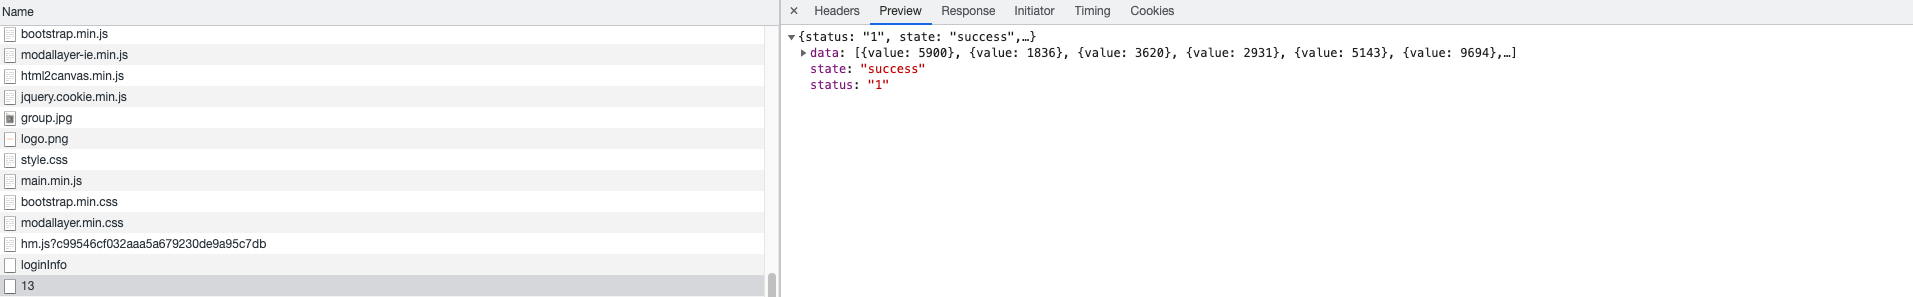 Name
bootstrap.min.js
modallayer-ie.min.js
html2canvas.min.js
jquery.cookie.min.js
group.jpg
logo.png
style.css
main.min.js
bootstrap.min.css
modallayer.min.css
hm.js?c99546cf032aaa5a679230de9a95c7db
loginInfo
13
× Headers Preview Response Initiator Timing Cookies
{status: "1", state: "success",…}
data: [{value: 5900}, {value: 1836}, {value: 3620}, {value: 2931}, {value: 5143}, {value: 9694},…]
state: "success"
status: "1"